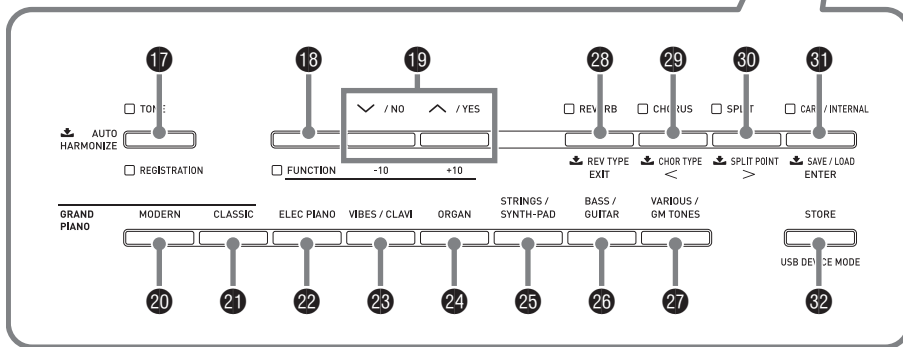 17 18 19 28 29 30 31
TONE ∨ / NO ∧ / YES REVERB CHORUS SPLIT CARD / INTERNAL
AUTO
HARMONIZE
REGISTRATION FUNCTION -10 +10 REV TYPE CHOR TYPE SPLIT POINT SAVE / LOAD
EXIT < > ENTER
GRAND
PIANO
MODERN CLASSIC ELEC PIANO VIBES / CLAVI ORGAN STRINGS /
SYNTH-PAD BASS /
GUITAR VARIOUS /
GM TONES STORE
USB DEVICE MODE
20 21 22 23 24 25 26 27 32